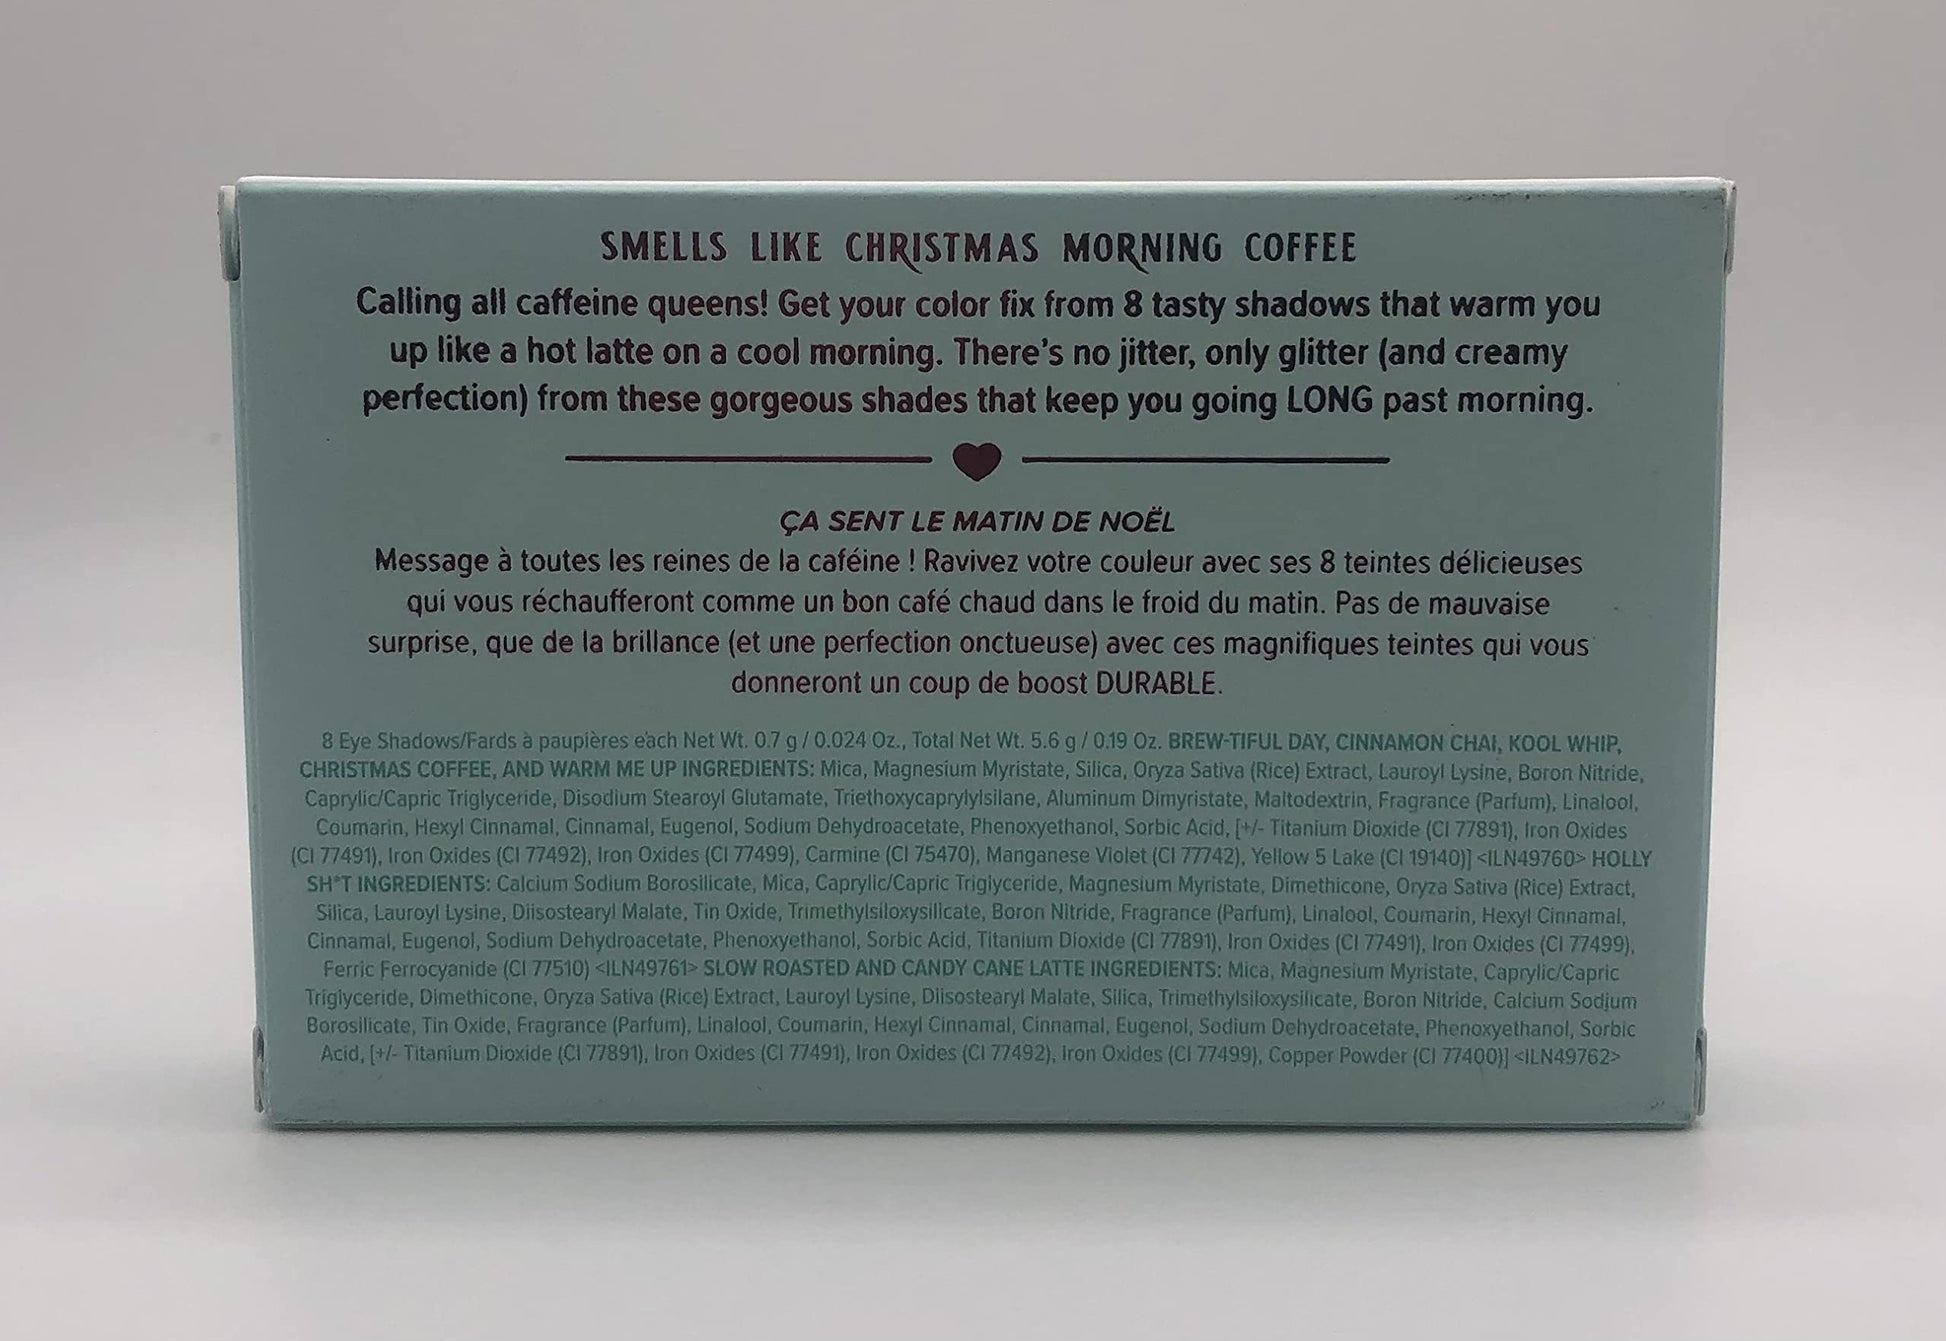 SMELLS LIKE CHRISTMAS MORNING COFFEE
Calling all caffeine queens! Get your color fix from 8 tasty shadows that warm you
up like a hot latte on a cool morning. There's no jitter, only glitter (and creamy
perfection) from these gorgeous shades that keep you going LONG past morning.
ÇA SENT LE MATIN DE NOËL
Message à toutes les reines de la caféine ! Ravivez votre couleur avec ses 8 teintes délicieuses
qui vous réchaufferont comme un bon café chaud dans le froid du matin. Pas de mauvaise
surprise, que de la brillance (et une perfection onctueuse) avec ces magnifiques teintes qui vous
donneront un coup de boost DURABLE.
8 Eye Shadows/Fards à paupières each Net Wt. 0.7 g / 0.024 Oz., Total Net Wt. 5.6 g / 0.19 Oz. BREW-TIFUL DAY, CINNAMON CHAI, KOOL WHIP,
CHRISTMAS COFFEE, AND WARM ME UP INGREDIENTS: Mica, Magnesium Myristate, Silica, Oryza Sativa (Rice) Extract, Lauroyl Lysine, Boron Nitride,
Caprylic/Capric Triglyceride, Disodium Stearoyl Glutamate, Triethoxycaprylylsilane, Aluminum Dimyristate, Maltodextrin, Fragrance (Parfum), Linalool,
Coumarin, Hexyl Cinnamal, Cinnamal, Eugenol, Sodium Dehydroacetate, Phenoxyethanol, Sorbic Acid, [+/- Titanium Dioxide (CI 77891), Iron Oxides
(CI 77491), Iron Oxides (CI 77492), Iron Oxides (CI 77499), Carmine (CI 75470), Manganese Violet (CI 77742), Yellow 5 Lake (CI 19140)] <ILN49760> HOLLY
SH*T INGREDIENTS: Calcium Sodium Borosilicate, Mica, Caprylic/Capric Triglyceride, Magnesium Myristate, Dimethicone, Oryza Sativa (Rice) Extract,
Silica, Lauroyl Lysine, Diisostearyl Malate, Tin Oxide, Trimethylsiloxysilicate, Boron Nitride, Fragrance (Parfum), Linalool, Coumarin, Hexyl Cinnamal,
Cinnamal, Eugenol, Sodium Dehydroacetate, Phenoxyethanol, Sorbic Acid, Titanium Dioxide (CI 77891), Iron Oxides (CI 77491), Iron Oxides (CI 77499),
Ferric Ferrocyanide (CI 77510) <ILN49761> SLOW ROASTED AND CANDY CANE LATTE INGREDIENTS: Mica, Magnesium Myristate, Caprylic/Capric
Triglyceride, Dimethicone, Oryza Sativa (Rice) Extract, Lauroyl Lysine, Diisostearyl Malate, Silica, Trimethylsiloxysilicate, Boron Nitride, Calcium Sodium
Borosilicate, Tin Oxide, Fragrance (Parfum), Linalool, Coumarin, Hexyl Cinnamal, Cinnamal, Eugenol, Sodium Dehydroacetate, Phenoxyethanol, Sorbic
Acid, [+/- Titanium Dioxide (CI 77891), Iron Oxides (CI 77491), Iron Oxides (CI 77492), Iron Oxides (CI 77499), Copper Powder (CI 77400)] <ILN49762>